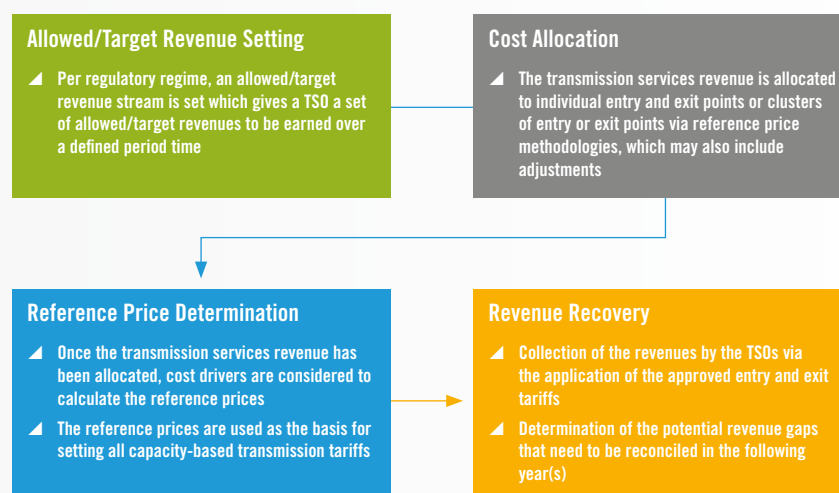 Allowed/Target Revenue Setting
Per regulatory regime, an allowed/target
revenue stream is set which gives a TSO a set
of allowed/target revenues to be earned over
a defined period time
Cost Allocation
The transmission services revenue is allocated
to individual entry and exit points or clusters
of entry or exit points via reference price
methodologies, which may also include
adjustments
Reference Price Determination
Once the transmission services revenue has
been allocated, cost drivers are considered to
calculate the reference prices
The reference prices are used as the basis for
setting all capacity-based transmission tariffs
Revenue Recovery
Collection of the revenues by the TSOs via
the application of the approved entry and exit
tariffs
Determination of the potential revenue gaps
that need to be reconciled in the following
year(s)